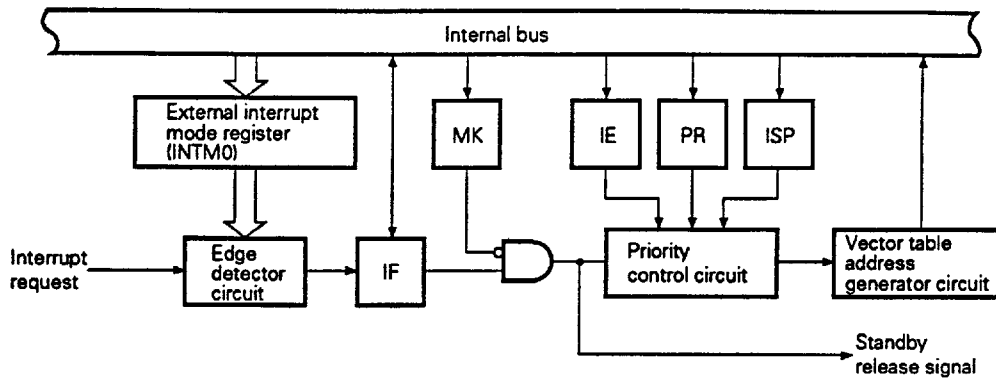 Internal bus
External interrupt
mode register
(INTM0)
MK
IE
PR
ISP
Interrupt
request
Edge
detector
circuit
IF
Priority
control circuit
Vector table
address
generator circuit
Standby
release signal